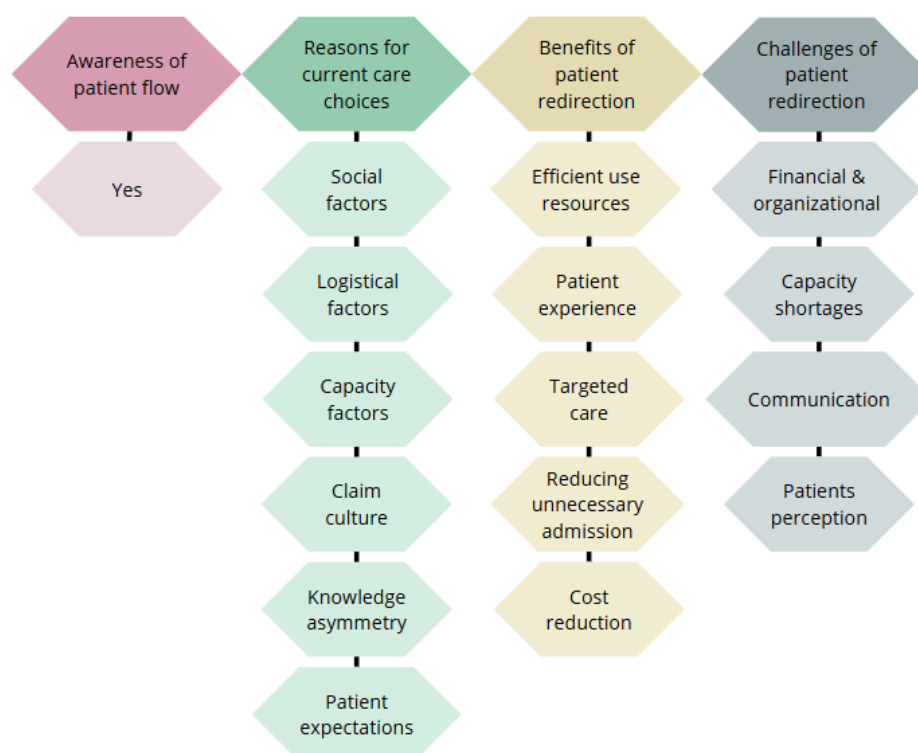 Awareness of
patient flow
Yes
Reasons for
current care
choices
Social
factors
Logistical
factors
Capacity
factors
Claim
culture
Knowledge
asymmetry
Patient
expectations
Benefits of
patient
redirection
Efficient use
resources
Patient
experience
Targeted
care
Reducing
unnecessary
admission
Cost
reduction
Challenges of
patient
redirection
Financial &
organizational
Capacity
shortages
Communication
Patients
perception